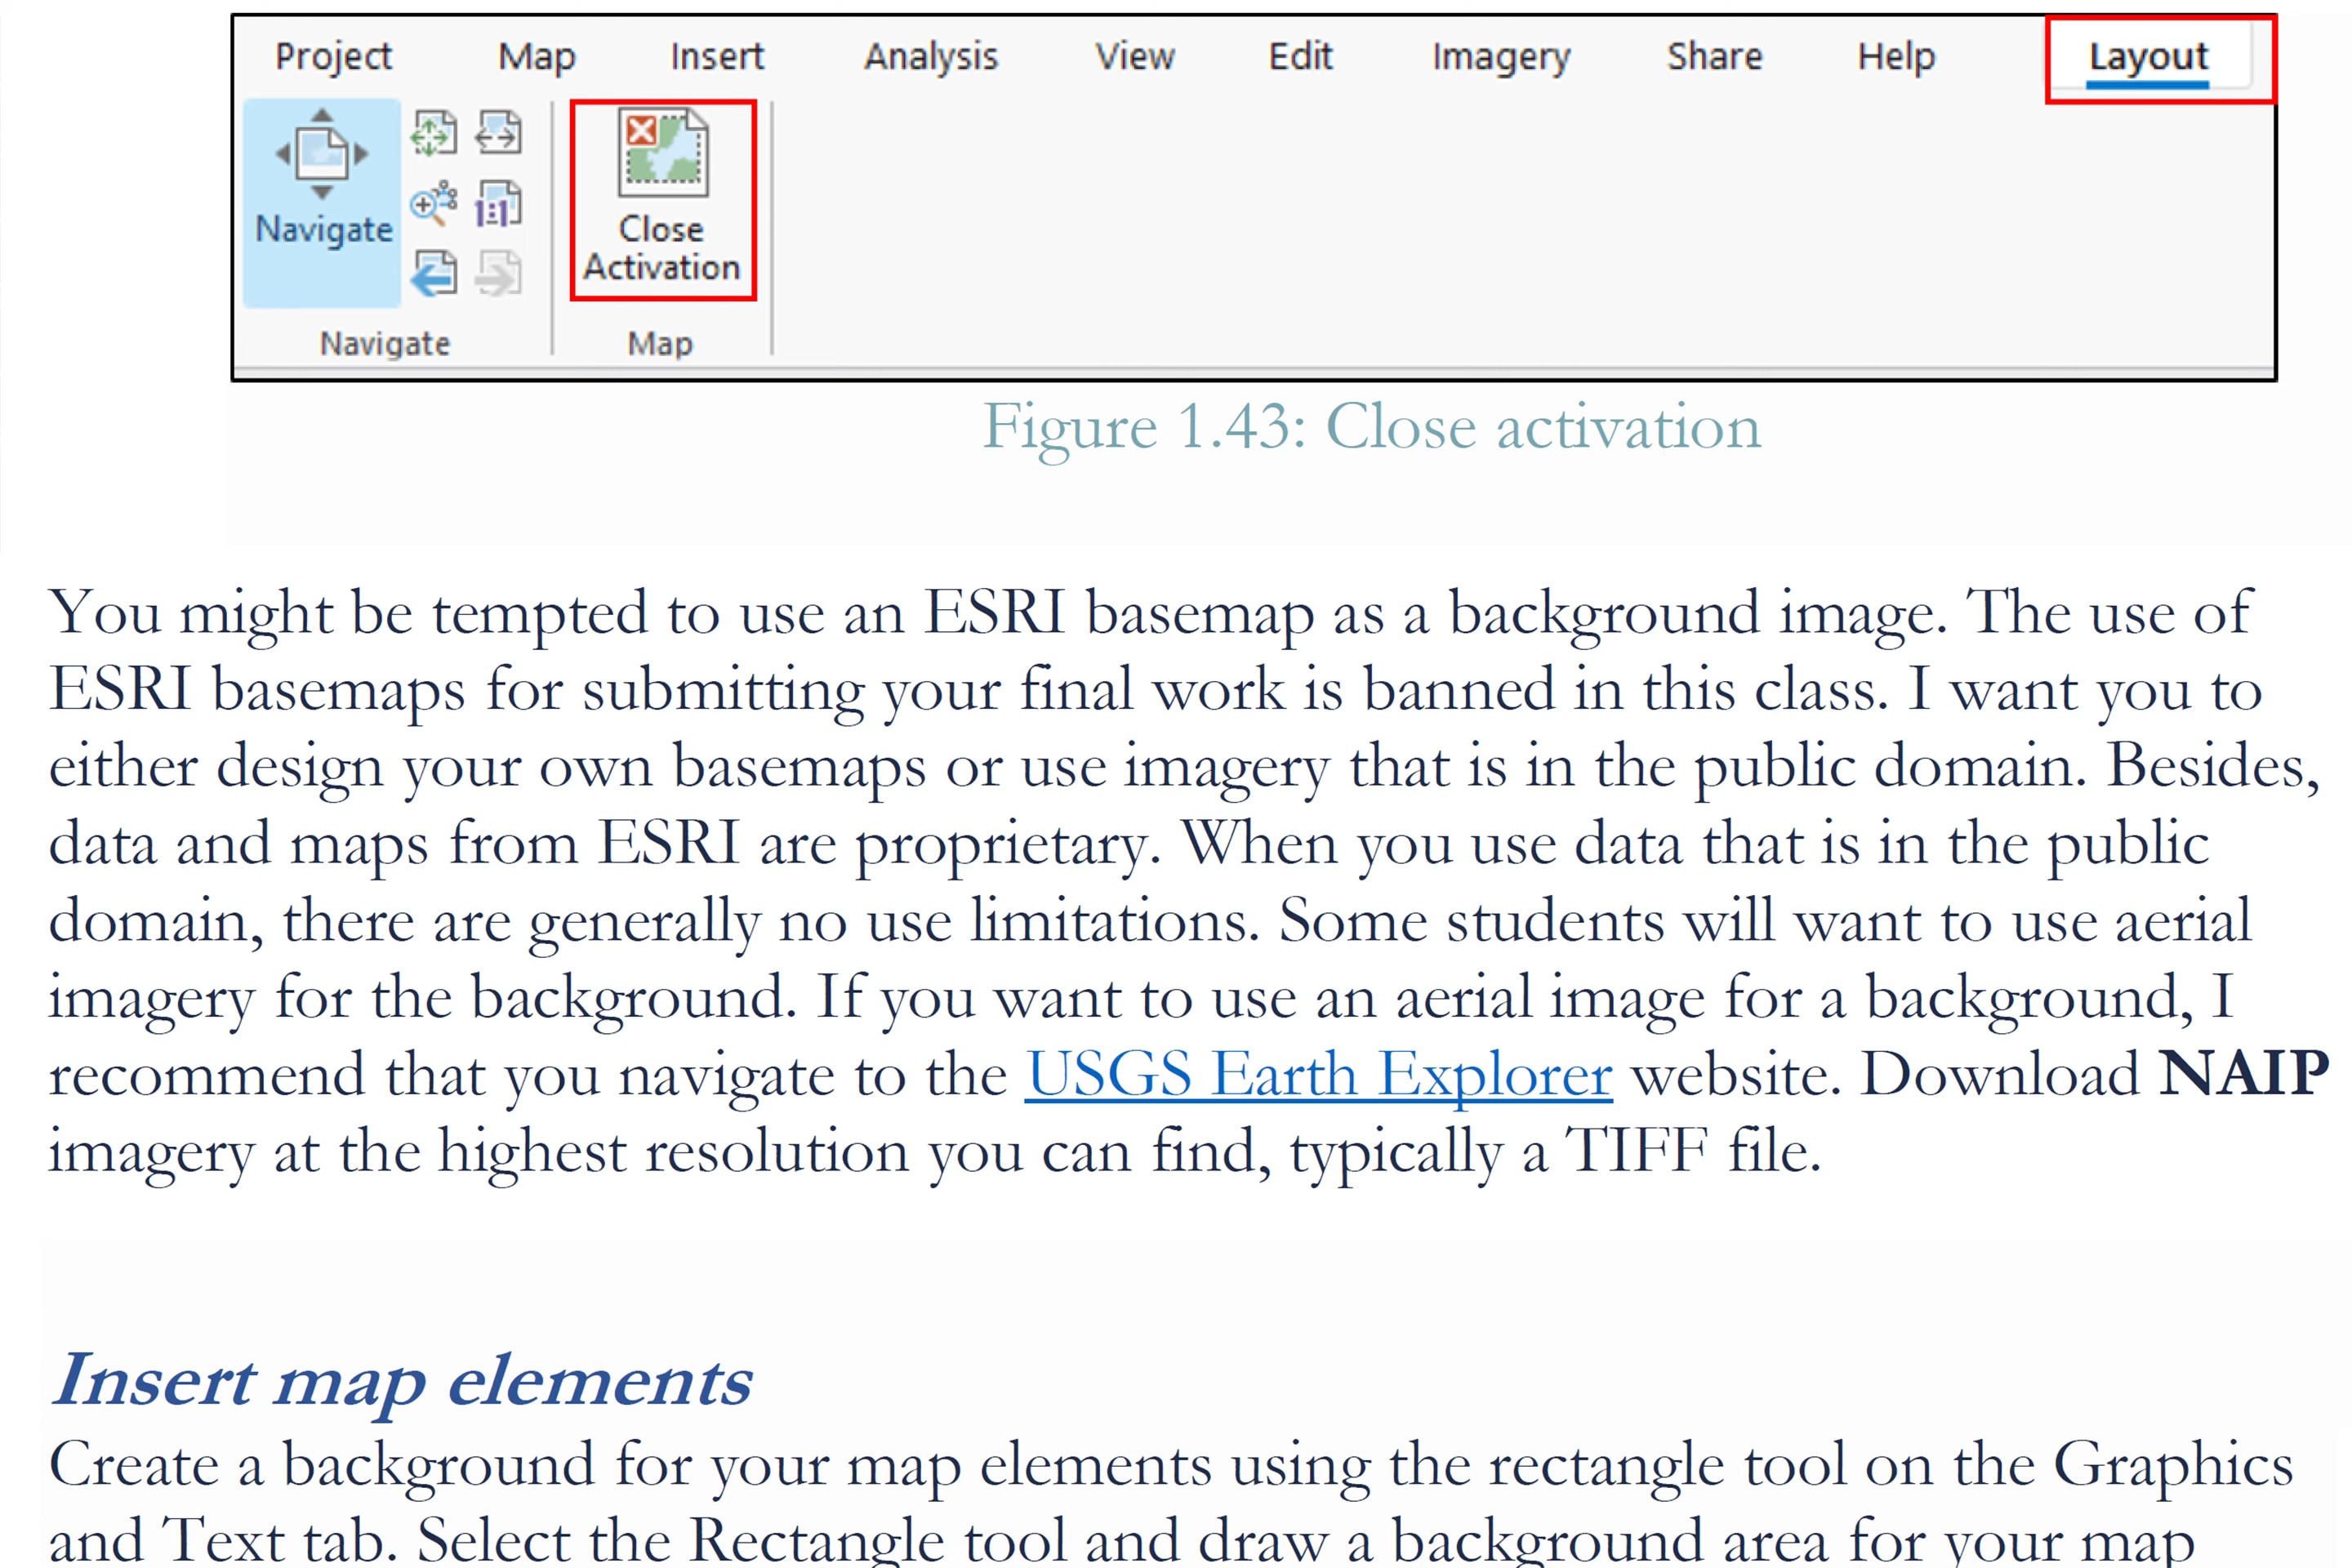 Project Map Insert Analysis View Edit Imagery Share Help Layout
Navigate
1:1
Close
Activation
Navigate Map
Figure 1.43: Close activation
You might be tempted to use an ESRI basemap as a background image. The use of
ESRI basemaps for submitting your final work is banned in this class. I want you to
either design your own basemaps or use imagery that is in the public domain. Besides,
data and maps from ESRI are proprietary. When you use data that is in the public
domain, there are generally no use limitations. Some students will want to use aerial
imagery for the background. If you want to use an aerial image for a background, I
recommend that you navigate to the USGS Earth Explorer website. Download NAIP
imagery at the highest resolution you can find, typically a TIFF file.
Insert map elements
Create a background for your map elements using the rectangle tool on the Graphics
and Text tab. Select the Rectangle tool and draw a background area for your map